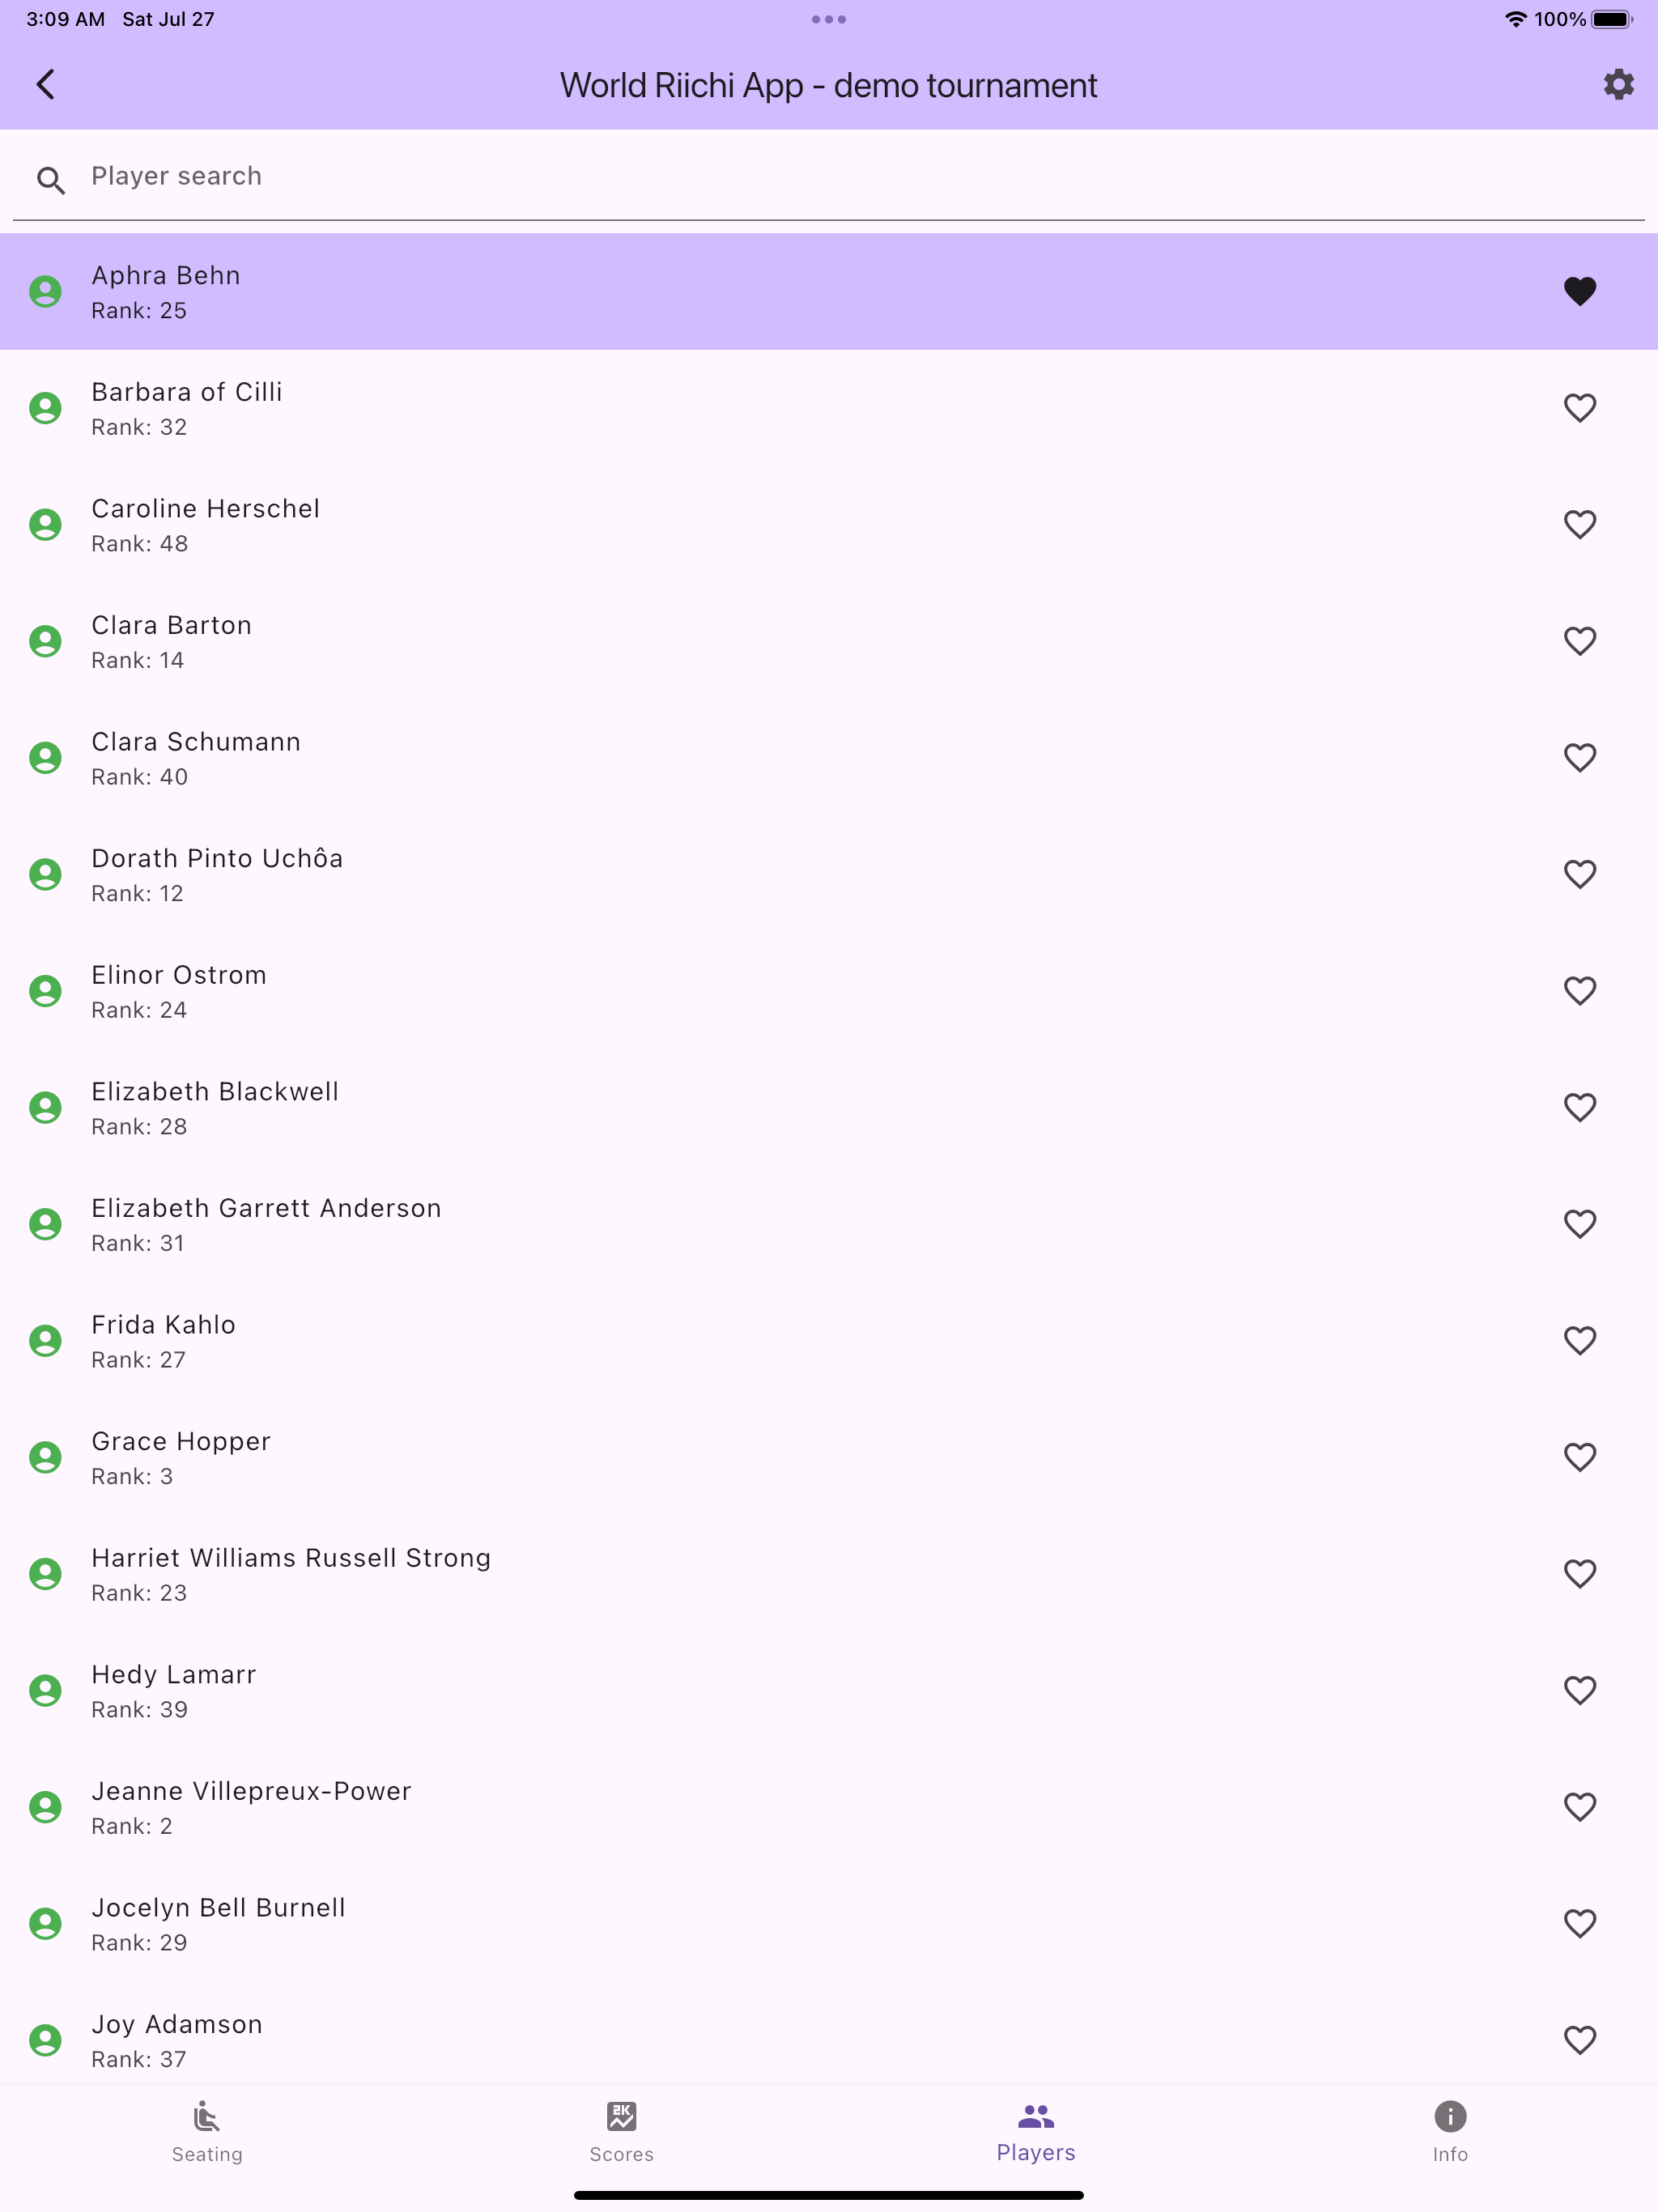 3:09 AM Sat Jul 27
100%
World Riichi App - demo tournament
Player search
Aphra Behn
Rank: 25
Barbara of Cilli
Rank: 32
Caroline Herschel
Rank: 48
Clara Barton
Rank: 14
Clara Schumann
Rank: 40
Dorath Pinto Uchôa
Rank: 12
Elinor Ostrom
Rank: 24
Elizabeth Blackwell
Rank: 28
Elizabeth Garrett Anderson
Rank: 31
Frida Kahlo
Rank: 27
Grace Hopper
Rank: 3
Harriet Williams Russell Strong
Rank: 23
Hedy Lamarr
Rank: 39
Jeanne Villepreux-Power
Rank: 2
Jocelyn Bell Burnell
Rank: 29
Joy Adamson
Rank: 37
2K
Seating Scores Players Info